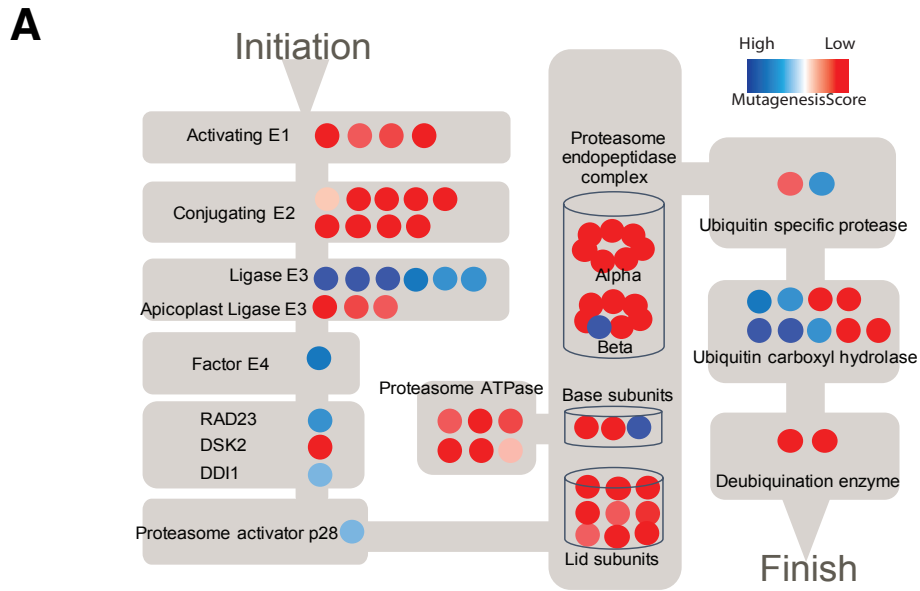 A
Initiation
High Low
MutagenesisScore
Activating E1
Conjugating E2
Ligase E3
Apicoplast Ligase E3
Factor E4
RAD23
DSK2
DDI1
Proteasome activator p28
Proteasome ATPase
Proteasome
endopeptidase
complex
Alpha
Beta
Base subunits
Lid subunits
Ubiquitin specific protease
Ubiquitin carboxyl hydrolase
Deubiquination enzyme
Finish